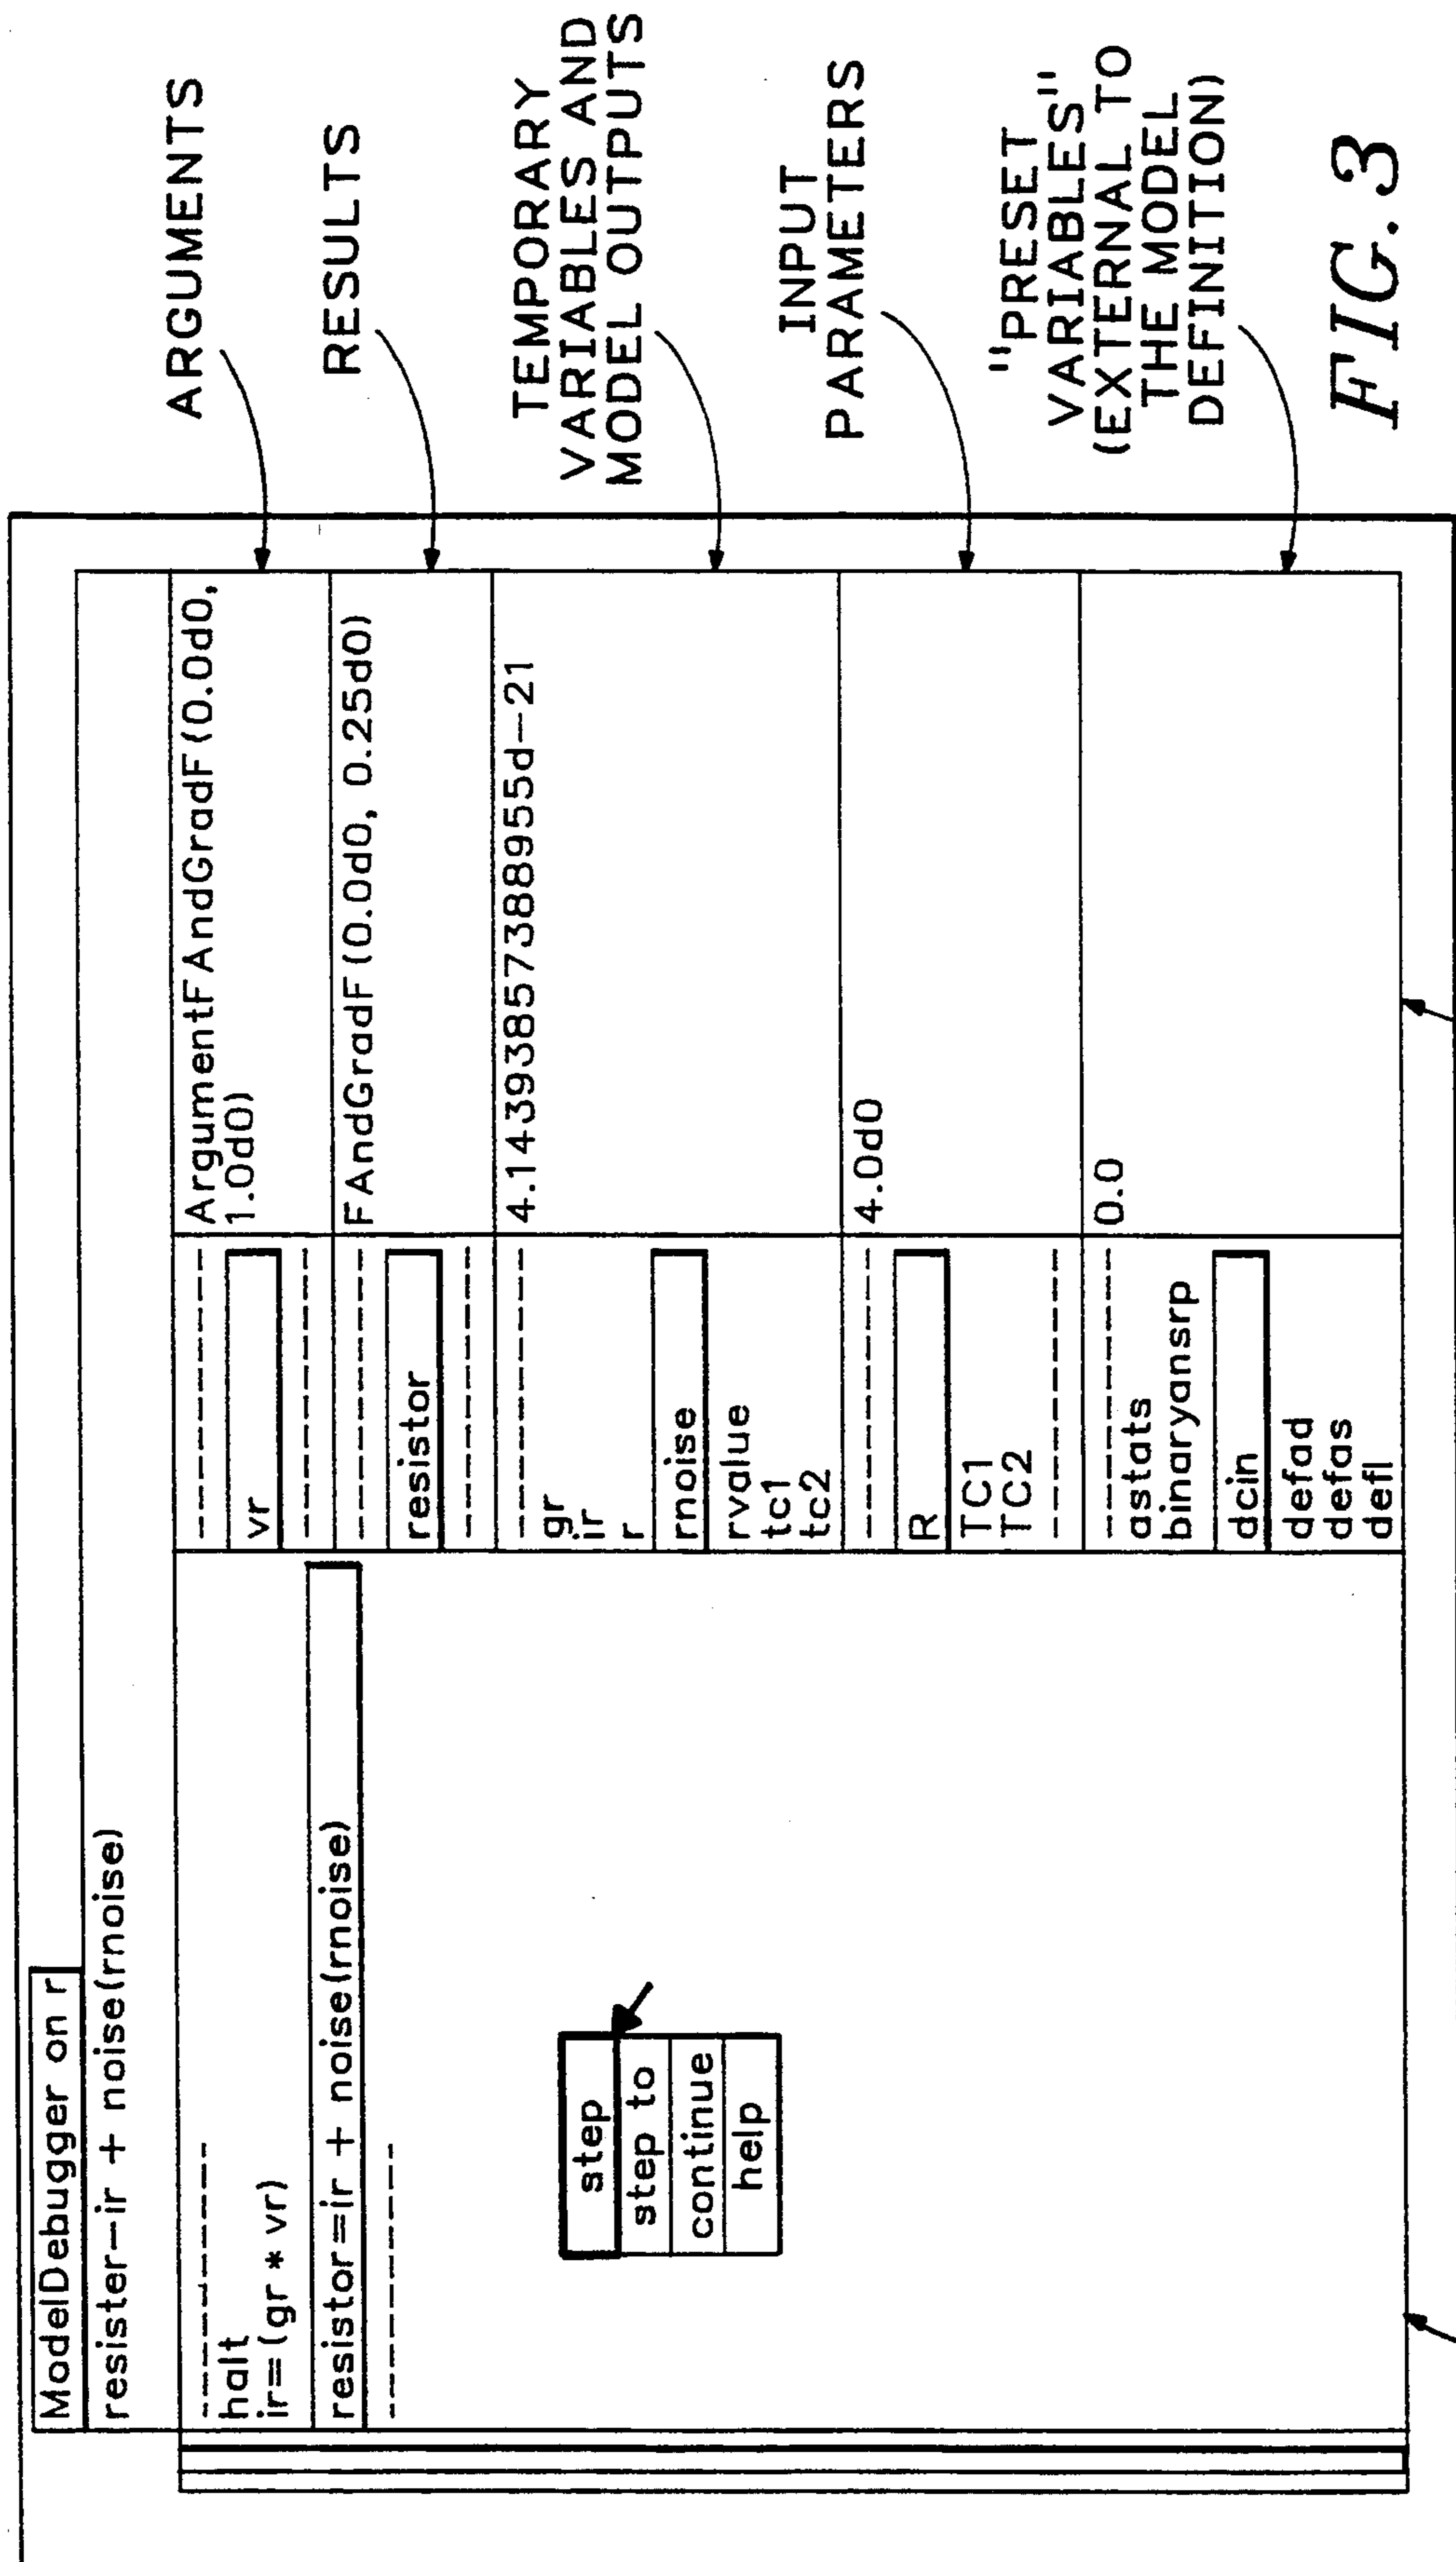 ModelDebugger on r
resister—ir + noise(rnoise)
------------
halt
ir=(gr * vr)
resistor=ir + noise(rnoise)
------------
step
step to
continue
help
-------------
vr
-------------
ArgumentFAndGradF(0.0d0,
1.0d0)
-------------
resistor
-------------
FAndGradF(0.0d0, 0.25d0)
-------------
gr
ir
r
rnoise
rvalue
tc1
tc2
4.14393857388955d—21
-------------
R
TC1
TC2
-------------
4.0d0
-------------
astats
binaryansrp
dcin
defad
defas
defl
0.0
ARGUMENTS
RESULTS
TEMPORARY
VARIABLES AND
MODEL OUTPUTS
INPUT
PARAMETERS
"PRESET
VARIABLES"
(EXTERNAL TO
THE MODEL
DEFINITION)
FIG.3